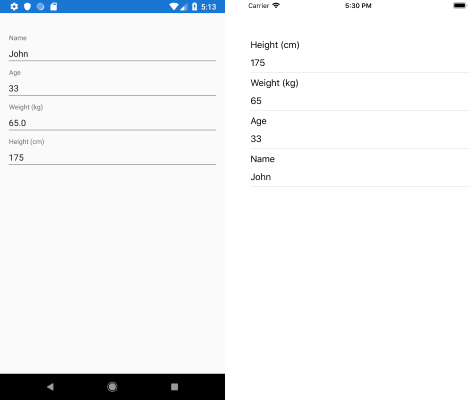 5:13
Name
John
Age
33
Weight (kg)
65.0
Height (cm)
175
Carrier 5:30 PM
Height (cm)
175
Weight (kg)
65
Age
33
Name
John